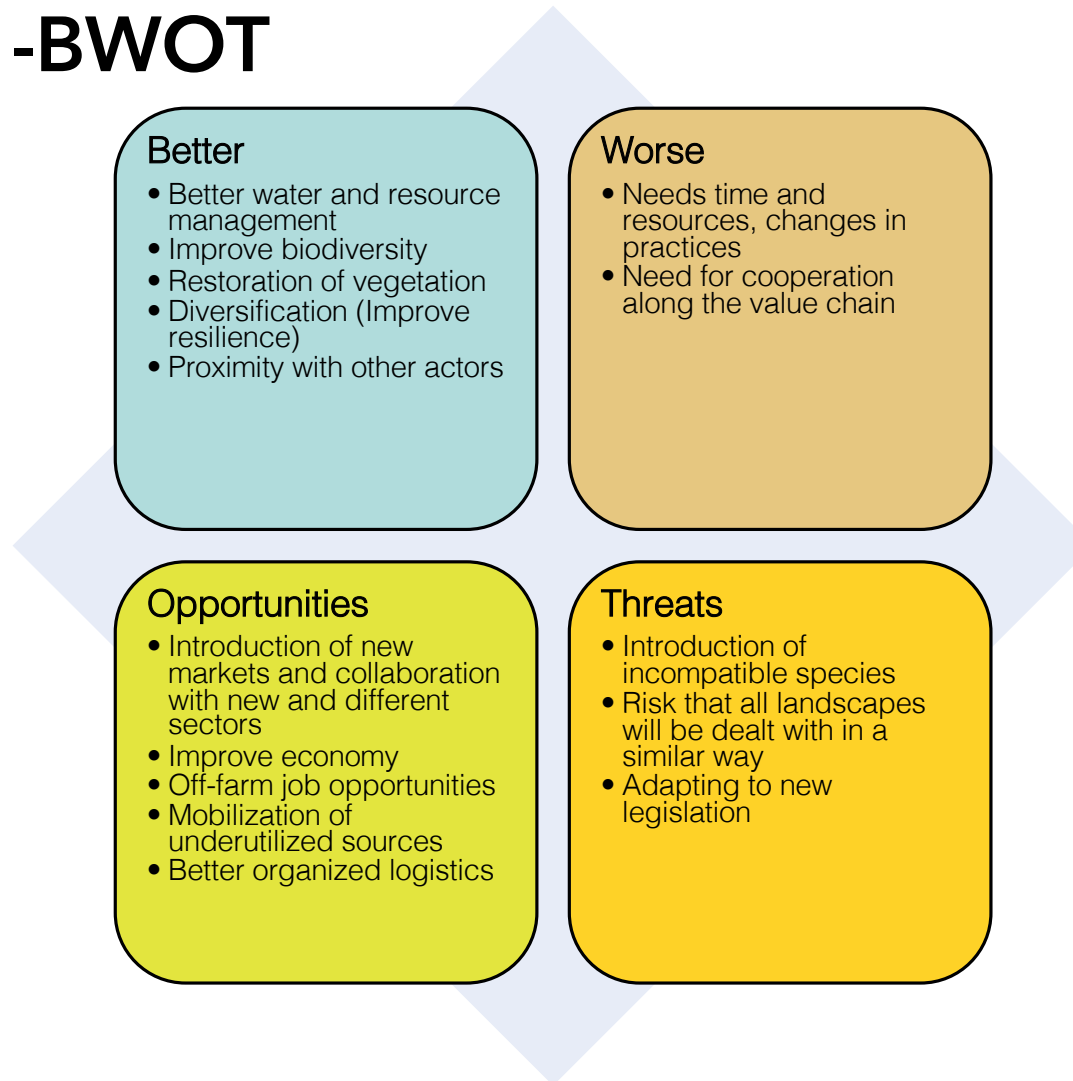 -BWOT
Better
• Better water and resource
management
• Improve biodiversity
• Restoration of vegetation
• Diversification (Improve
resilience)
• Proximity with other actors
Worse
• Needs time and
resources, changes in
practices
• Need for cooperation
along the value chain
Opportunities
• Introduction of new
markets and collaboration
with new and different
sectors
• Improve economy
• Off-farm job opportunities
• Mobilization of
underutilized sources
• Better organized logistics
Threats
• Introduction of
incompatible species
• Risk that all landscapes
will be dealt with in a
similar way
• Adapting to new
legislation